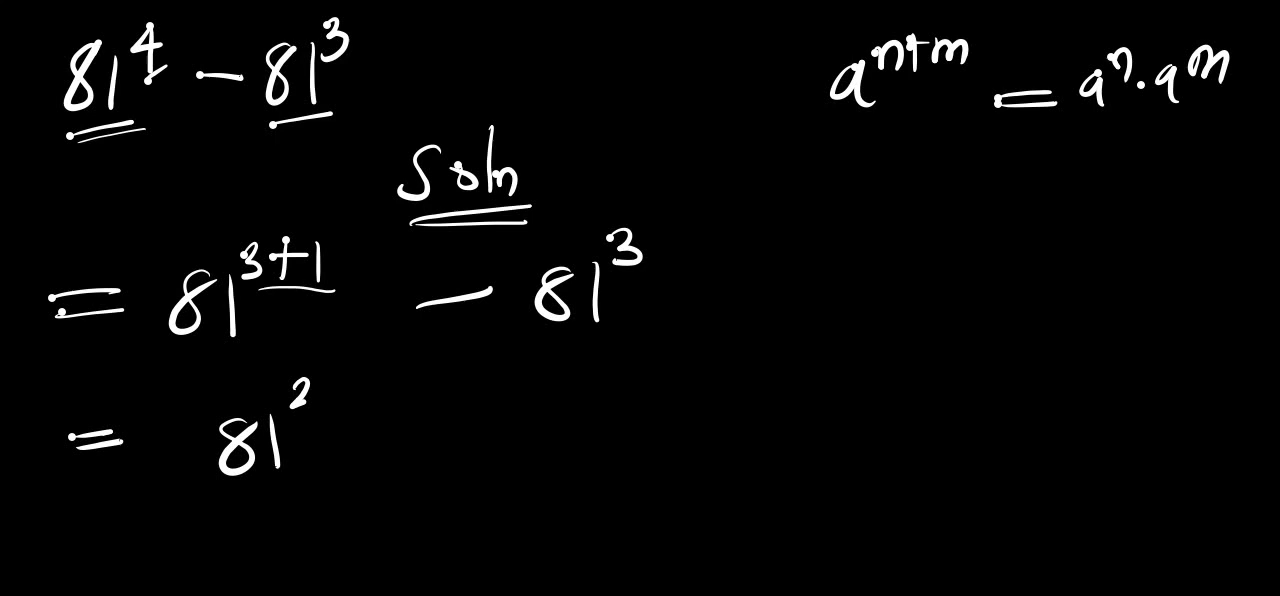 81⁴ - 81³
aⁿ⁺ᵐ = aⁿ·aᵐ
Soln
= 81³⁺¹ - 81³
= 81²